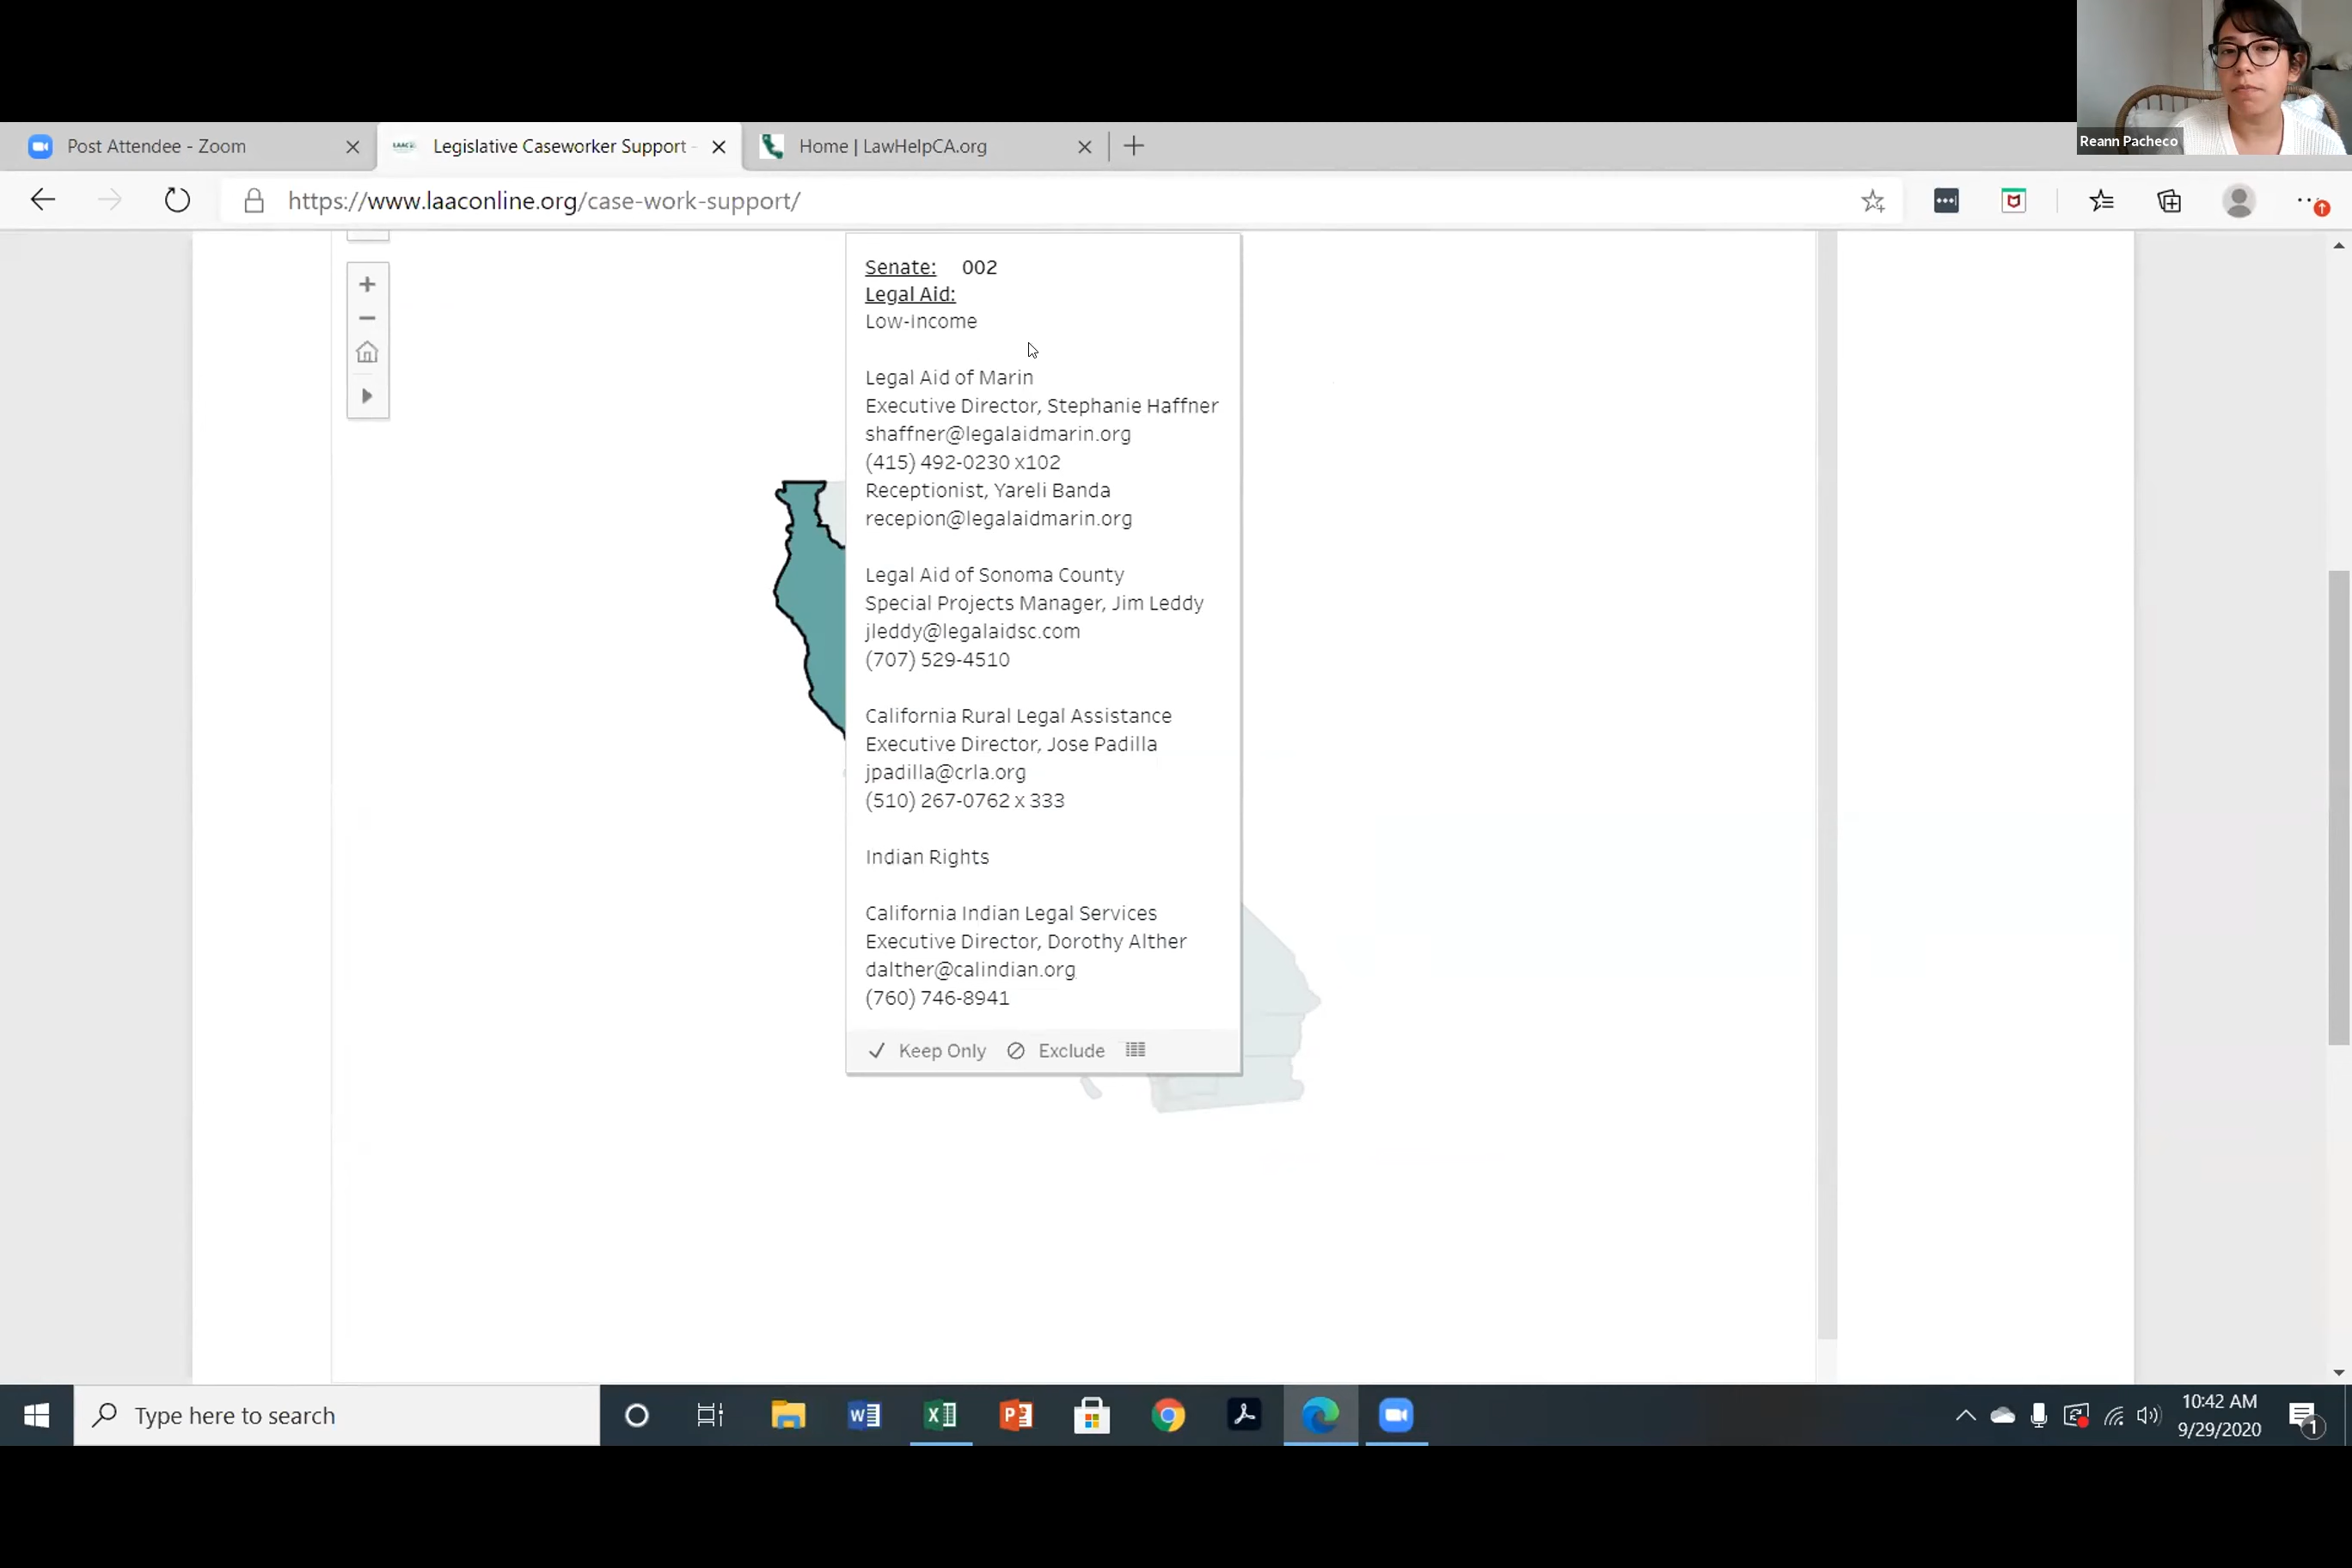 Reann Pacheco
Post Attendee - Zoom
Legislative Caseworker Support -
Home | LawHelpCA.org
https://www.laaconline.org/case-work-support/
Senate: 002
Legal Aid:
Low-Income
Legal Aid of Marin
Executive Director, Stephanie Haffner
shaffner@legalaidmarin.org
(415) 492-0230 x102
Receptionist, Yareli Banda
recepion@legalaidmarin.org
Legal Aid of Sonoma County
Special Projects Manager, Jim Leddy
jleddy@legalaidsc.com
(707) 529-4510
California Rural Legal Assistance
Executive Director, Jose Padilla
jpadilla@crla.org
(510) 267-0762 x 333
Indian Rights
California Indian Legal Services
Executive Director, Dorothy Alther
dalther@calindian.org
(760) 746-8941
Keep Only Exclude
Type here to search
10:42 AM
9/29/2020
1